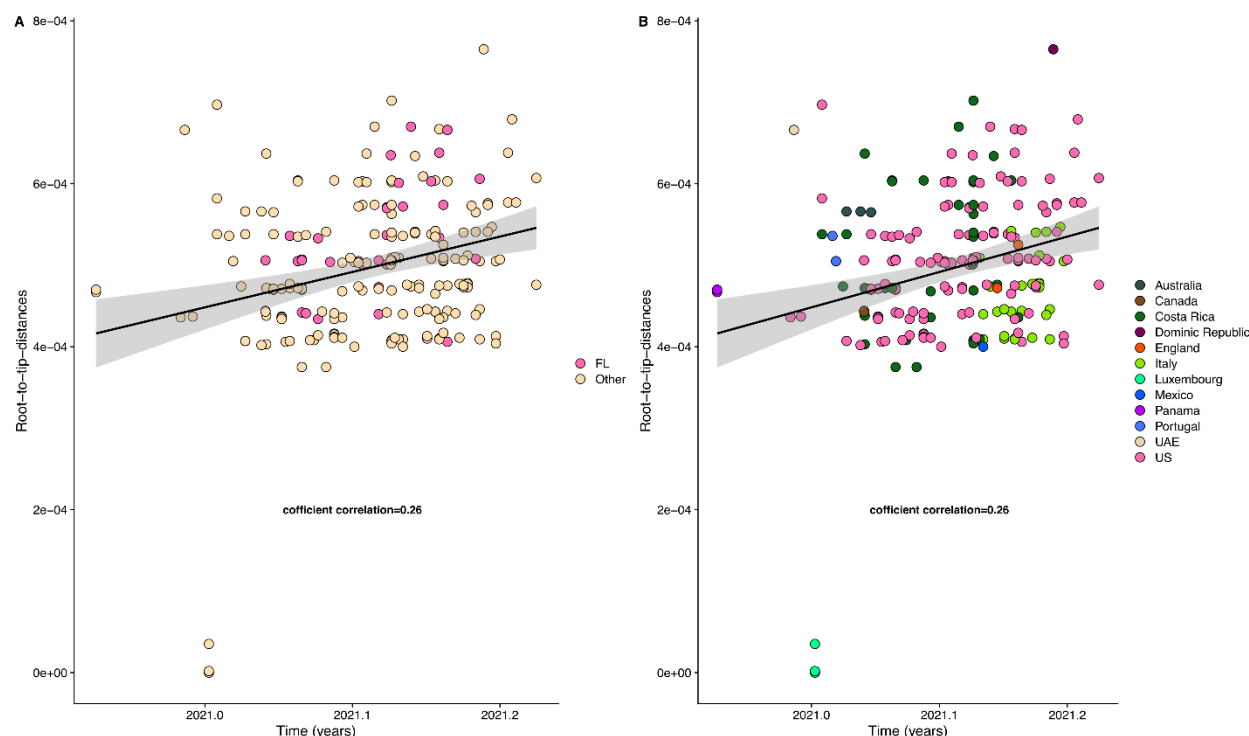 A
8e−04
6e−04
4e−04
2e−04
0e+00
Root−to−tip−distances
cofficient correlation=0.26
2021.0
2021.1
2021.2
Time (years)
FL
Other
B
8e−04
6e−04
4e−04
2e−04
0e+00
Root−to−tip−distances
cofficient correlation=0.26
2021.0
2021.1
2021.2
Time (years)
Australia
Canada
Costa Rica
Dominic Republic
England
Italy
Luxembourg
Mexico
Panama
Portugal
UAE
US